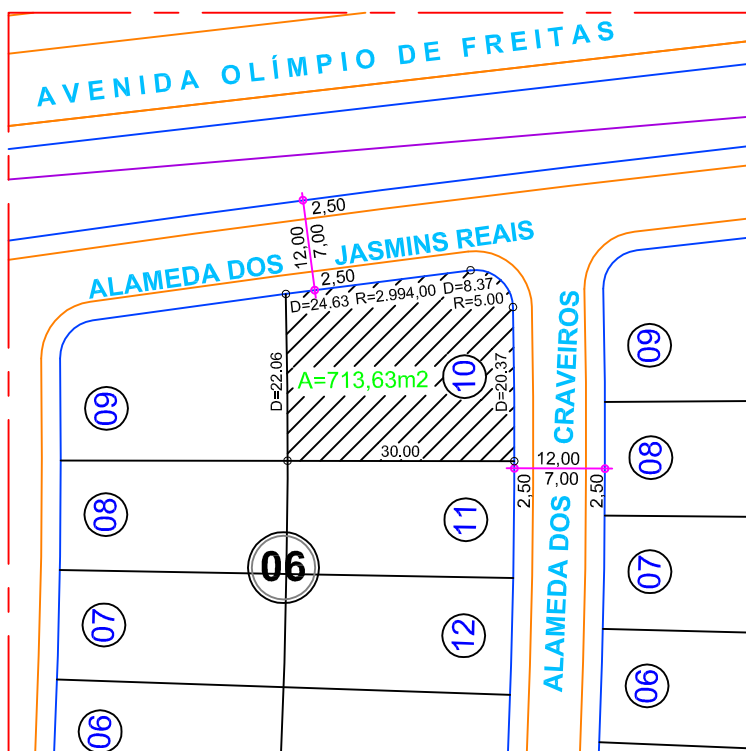 AVENIDA OLÍMPIO DE FREITAS
2,50
12,00
7,00
2,50
ALAMEDA DOS JASMINS REAIS
D=24.63 R=2.994,00
D=8.37
R=5.00
D=22.06
A=713,63m2
10
D=20.37
30.00
ALAMEDA DOS CRAVEIROS
12,00
7,00
2,50
2,50
09
08
07
06
06
11
12
09
08
07
06